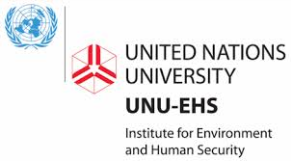 UNITED NATIONS
UNIVERSITY
UNU-EHS
Institute for Environment
and Human Security